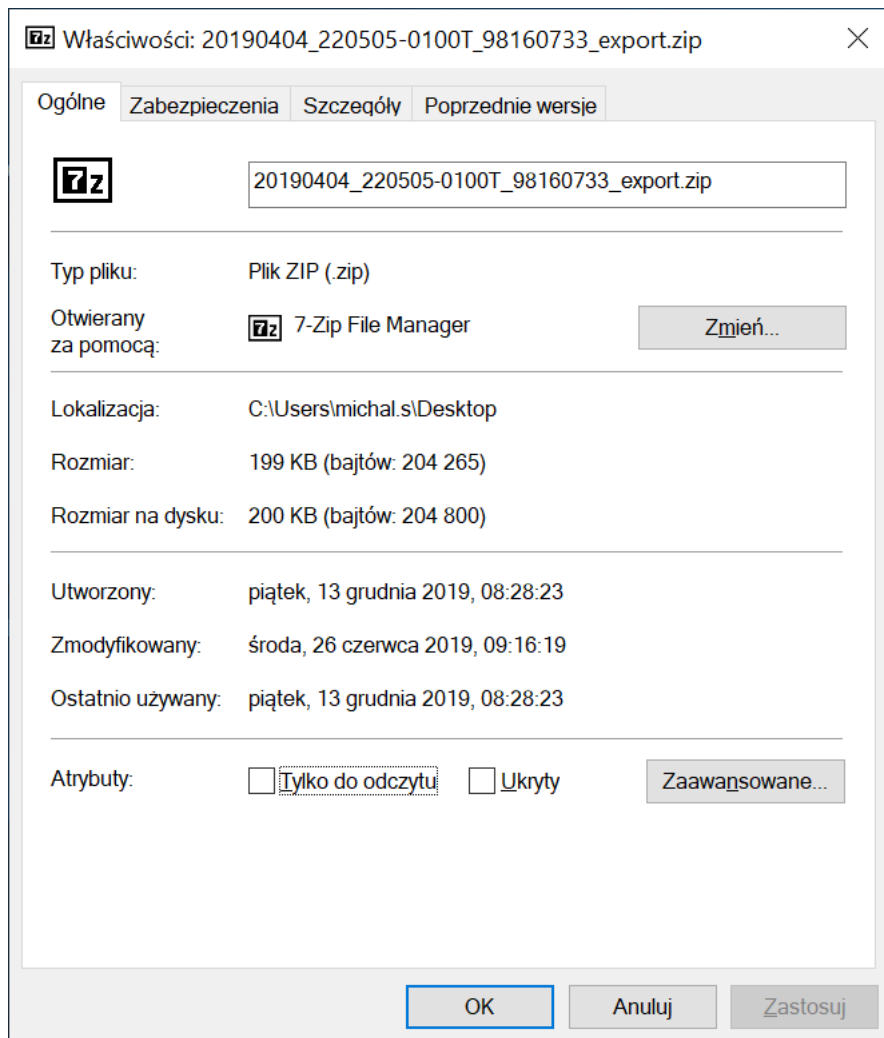 7z Właściwości: 20190404_220505-0100T_98160733_export.zip
Ogólne Zabezpieczenia Szczegóły Poprzednie wersje
7z 20190404_220505-0100T_98160733_export.zip
Typ pliku: Plik ZIP (.zip)
Otwierany
za pomocą: 7z 7-Zip File Manager Zmień...
Lokalizacja: C:\Users\michal.s\Desktop
Rozmiar: 199 KB (bajtów: 204 265)
Rozmiar na dysku: 200 KB (bajtów: 204 800)
Utworzony: piątek, 13 grudnia 2019, 08:28:23
Zmodyfikowany: środa, 26 czerwca 2019, 09:16:19
Ostatnio używany: piątek, 13 grudnia 2019, 08:28:23
Atrybuty: Tylko do odczytu Ukryty Zaawansowane...
OK Anuluj Zastosuj